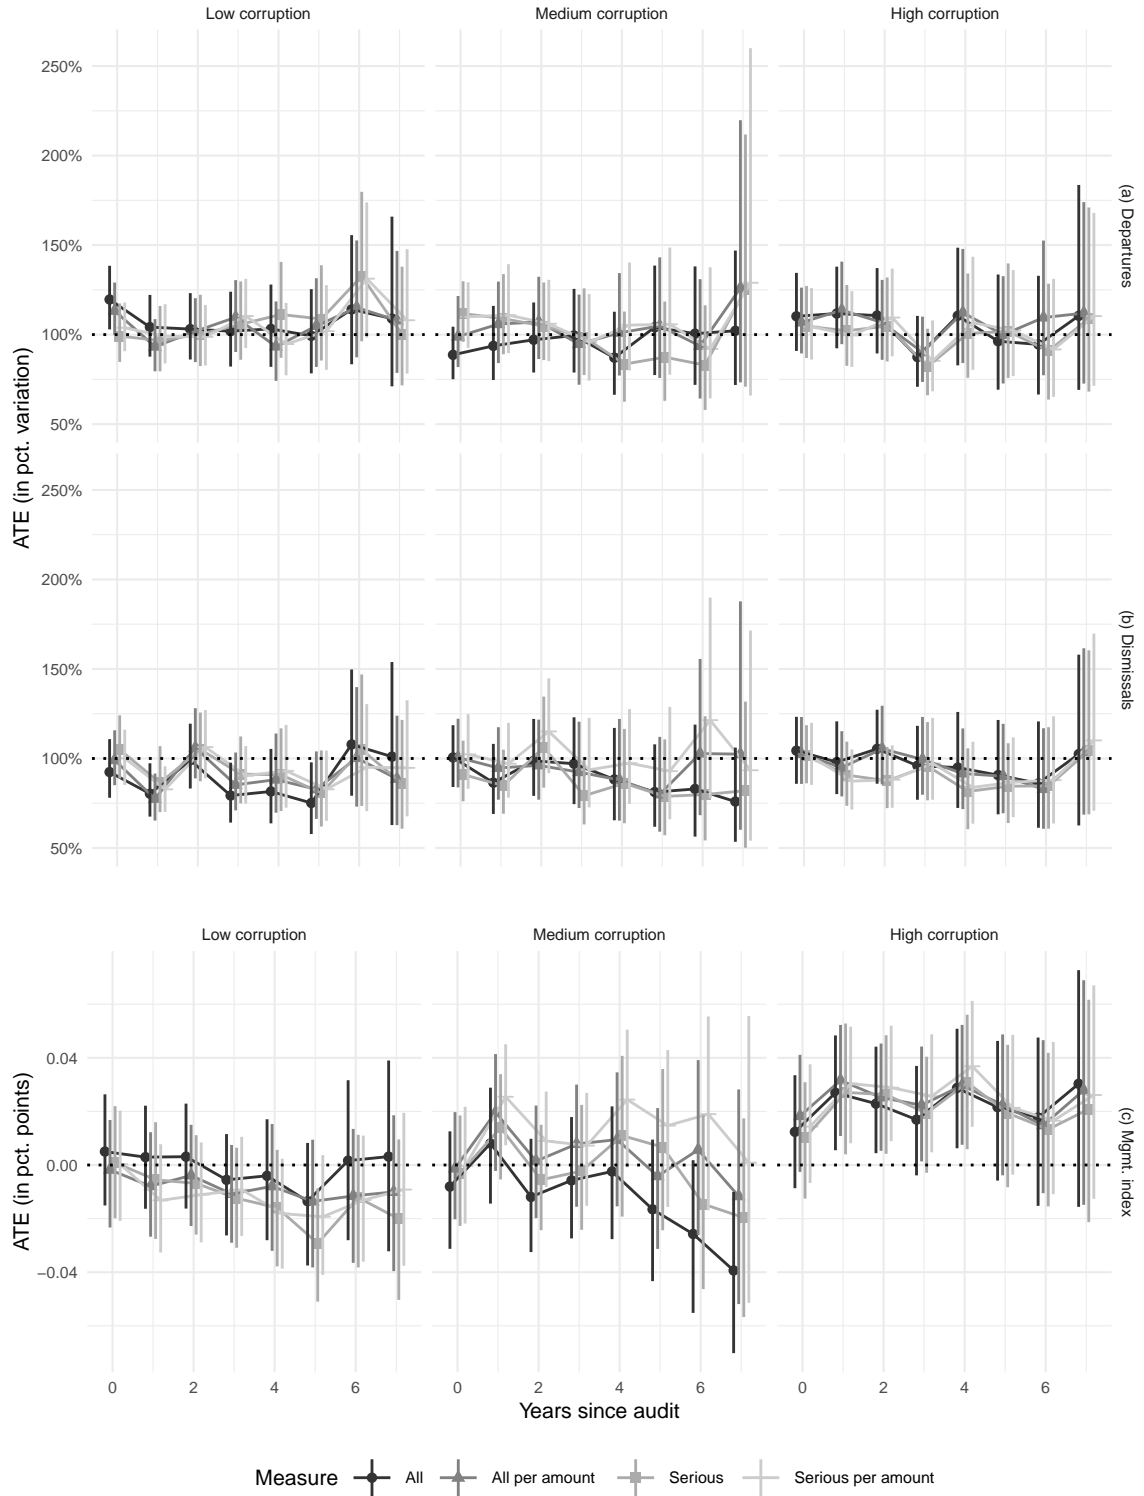 Low corruption
Medium corruption
High corruption
250%
200%
150%
100%
50%
(a) Departures
ATE (in pct. variation)
250%
200%
150%
100%
50%
(b) Dismissals
Low corruption
Medium corruption
High corruption
0.04
0.00
−0.04
ATE (in pct. points)
(c) Mgmt. index
0 2 4 6
0 2 4 6
0 2 4 6
Years since audit
Measure All All per amount Serious Serious per amount